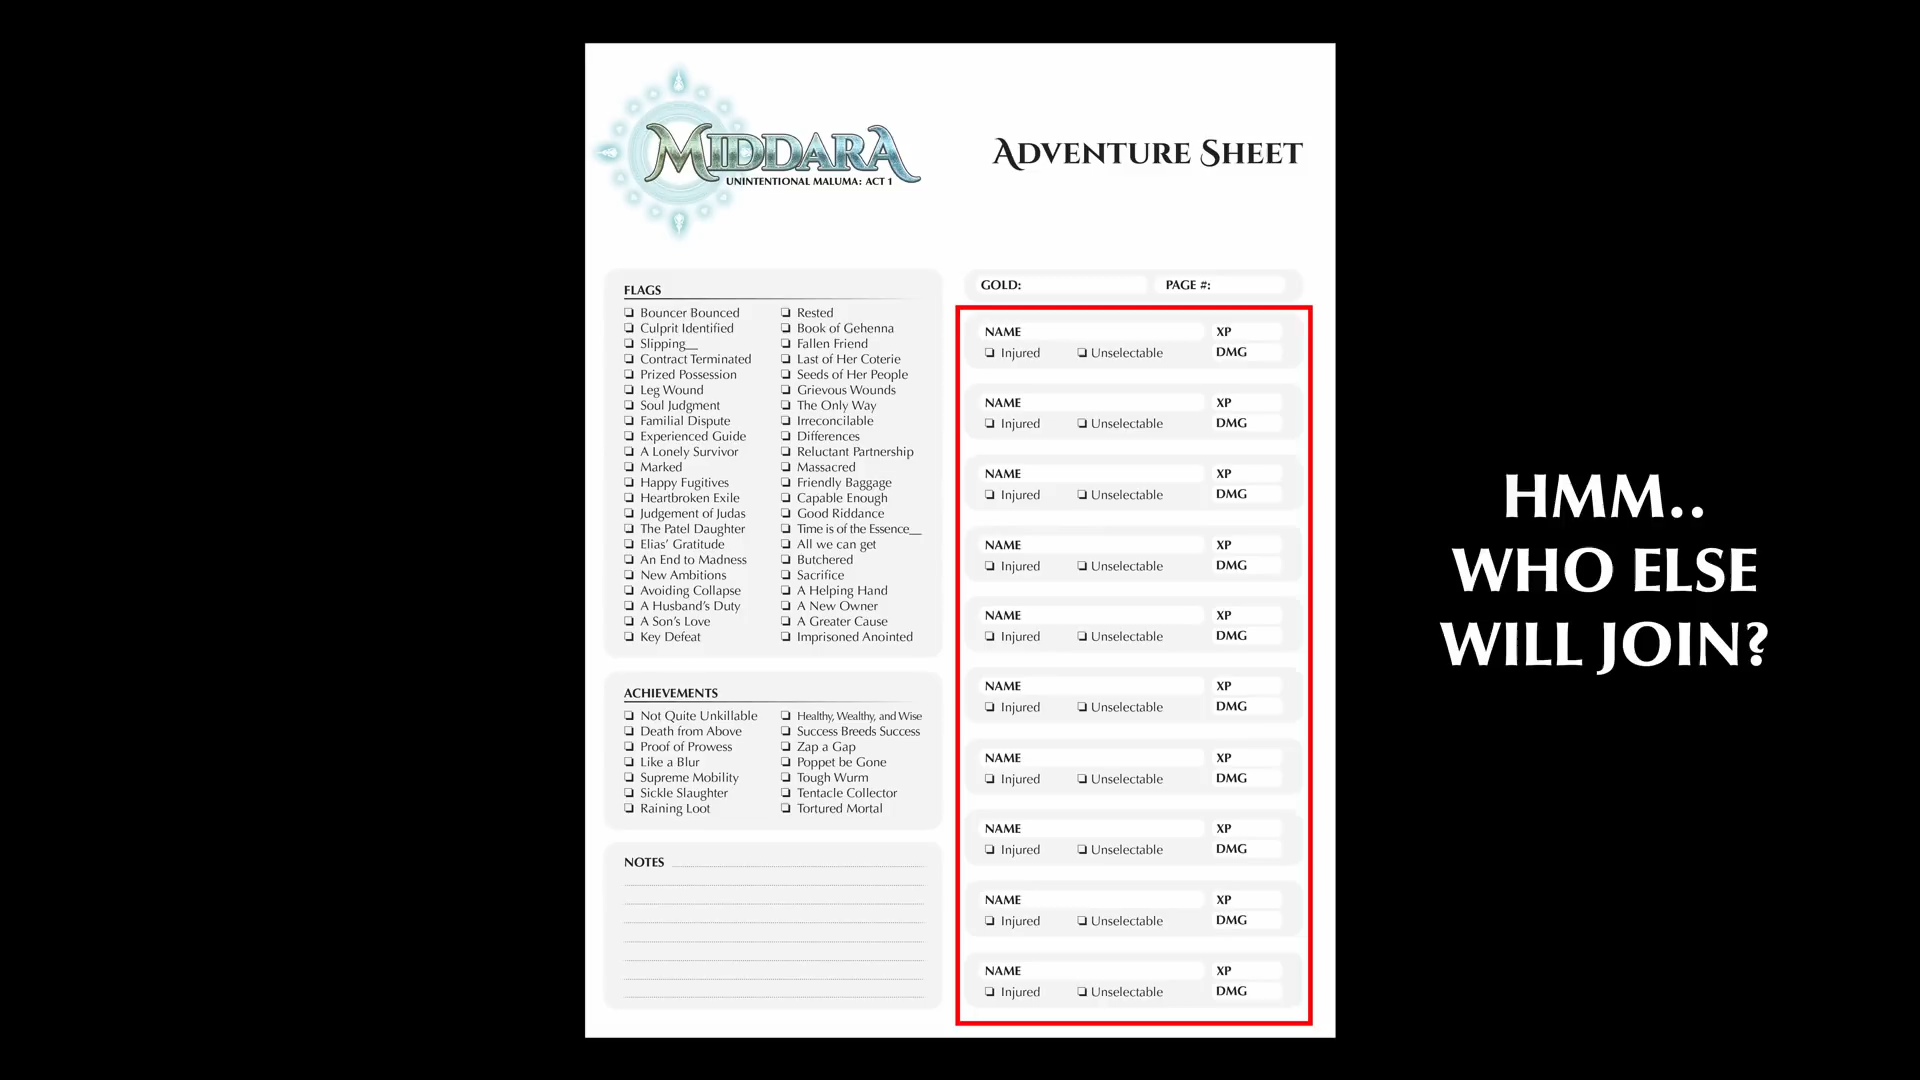 MIDDARA
UNINTENTIONAL MALUMA: ACT 1
ADVENTURE SHEET
FLAGS
Bouncer Bounced
Culprit Identified
Slipping__
Contract Terminated
Prized Possession
Leg Wound
Soul Judgment
Familial Dispute
Experienced Guide
A Lonely Survivor
Marked
Happy Fugitives
Heartbroken Exile
Judgement of Judas
The Patel Daughter
Elias' Gratitude
An End to Madness
New Ambitions
Avoiding Collapse
A Husband's Duty
A Son's Love
Key Defeat
Rested
Book of Gehenna
Fallen Friend
Last of Her Coterie
Seeds of Her People
Grievous Wounds
The Only Way
Irreconcilable
Differences
Reluctant Partnership
Massacred
Friendly Baggage
Capable Enough
Good Riddance
Time is of the Essence__
All we can get
Butchered
Sacrifice
A Helping Hand
A New Owner
A Greater Cause
Imprisoned Anointed
ACHIEVEMENTS
Not Quite Unkillable
Death from Above
Proof of Prowess
Like a Blur
Supreme Mobility
Sickle Slaughter
Raining Loot
Healthy, Wealthy, and Wise
Success Breeds Success
Zap a Gap
Poppet be Gone
Tough Wurm
Tentacle Collector
Tortured Mortal
NOTES
GOLD: PAGE #:
NAME XP
Injured Unselectable DMG
NAME XP
Injured Unselectable DMG
NAME XP
Injured Unselectable DMG
NAME XP
Injured Unselectable DMG
NAME XP
Injured Unselectable DMG
NAME XP
Injured Unselectable DMG
NAME XP
Injured Unselectable DMG
NAME XP
Injured Unselectable DMG
NAME XP
Injured Unselectable DMG
NAME XP
Injured Unselectable DMG
HMM..
WHO ELSE
WILL JOIN?